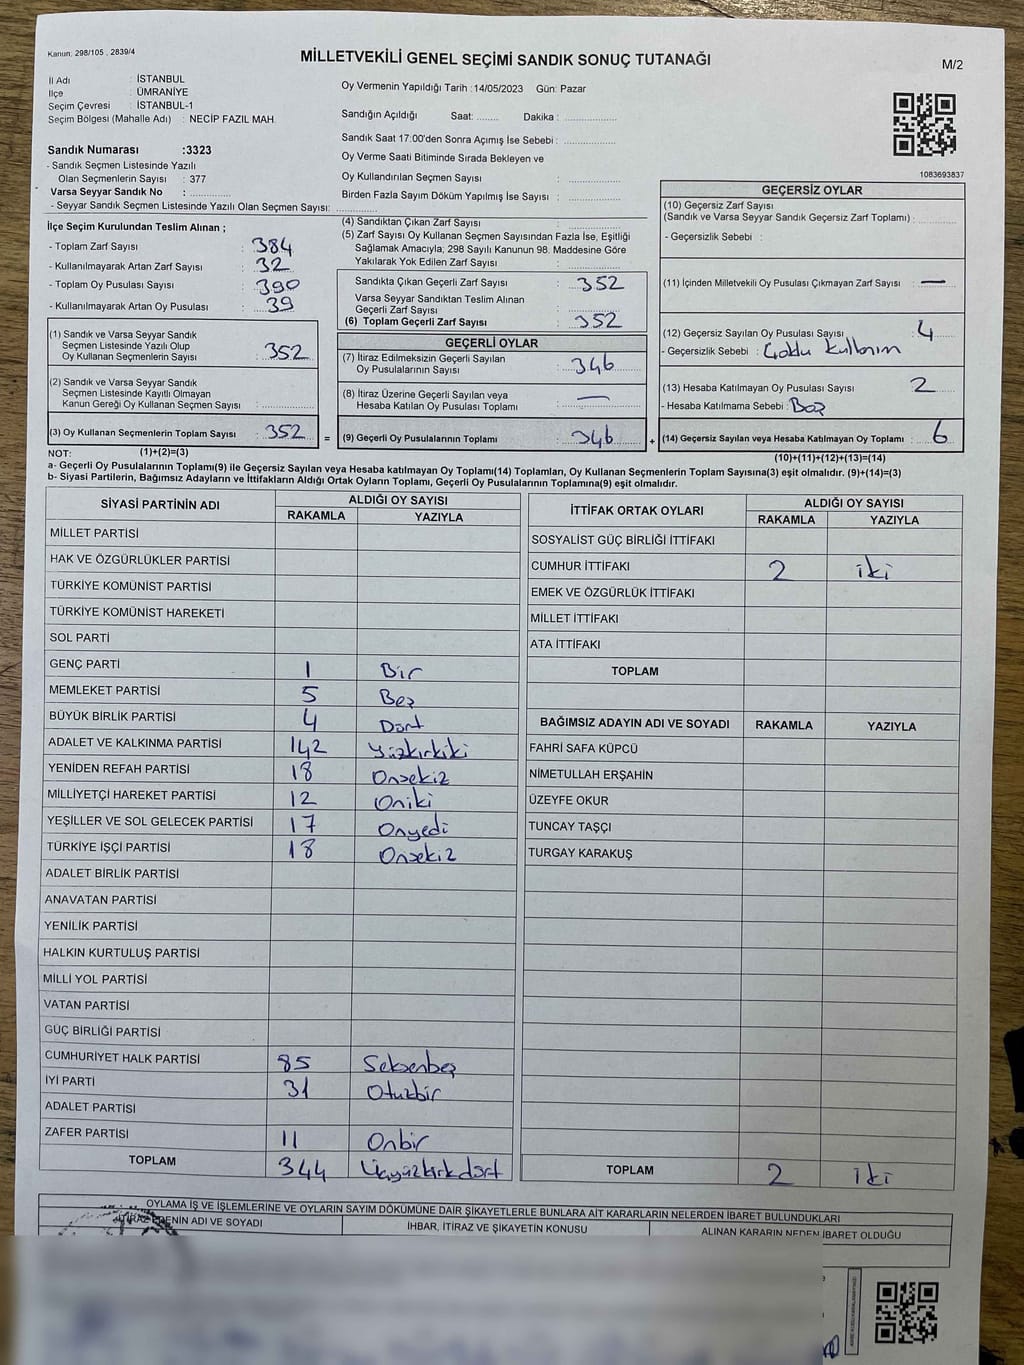 Kanun: 298/105 , 2839/4
MİLLETVEKİLİ GENEL SEÇİMİ SANDIK SONUÇ TUTANAĞI
M/2
İl Adı : İSTANBUL
İlçe : ÜMRANİYE
Seçim Çevresi : İSTANBUL-1
Seçim Bölgesi (Mahalle Adı) : NECİP FAZIL MAH.
Sandık Numarası :3323
- Sandık Seçmen Listesinde Yazılı
Olan Seçmenlerin Sayısı : 377
Varsa Seyyar Sandık No : ............
- Seyyar Sandık Seçmen Listesinde Yazılı Olan Seçmen Sayısı: ............
Oy Vermenin Yapıldığı Tarih :14/05/2023 Gün: Pazar
Sandığın Açıldığı Saat: ........ Dakika : ................
Sandık Saat 17:00'den Sonra Açımış İse Sebebi : ................
Oy Verme Saati Bitiminde Sırada Bekleyen ve
Oy Kullandırılan Seçmen Sayısı : ................
Birden Fazla Sayım Döküm Yapılmış İse Sayısı : ................
1083693837
İlçe Seçim Kurulundan Teslim Alınan ;
- Toplam Zarf Sayısı : 384
- Kullanılmayarak Artan Zarf Sayısı : 32
- Toplam Oy Pusulası Sayısı : 390
- Kullanılmayarak Artan Oy Pusulası : 39
(1) Sandık ve Varsa Seyyar Sandık
Seçmen Listesinde Yazılı Olup
Oy Kullanan Seçmenlerin Sayısı : 352
(2) Sandık ve Varsa Seyyar Sandık
Seçmen Listesinde Kayıtlı Olmayan
Kanun Gereği Oy Kullanan Seçmen Sayısı : ............
(3) Oy Kullanan Seçmenlerin Toplam Sayısı : 352 =
(4) Sandıktan Çıkan Zarf Sayısı : ............
(5) Zarf Sayısı Oy Kullanan Seçmen Sayısından Fazla İse, Eşitliği
Sağlamak Amacıyla; 298 Sayılı Kanunun 98. Maddesine Göre
Yakılarak Yok Edilen Zarf Sayısı : ............
Sandıkta Çıkan Geçerli Zarf Sayısı : 352
Varsa Seyyar Sandıktan Teslim Alınan
Geçerli Zarf Sayısı : ............
(6) Toplam Geçerli Zarf Sayısı : 352
GEÇERLİ OYLAR
(7) İtiraz Edilmeksizin Geçerli Sayılan
Oy Pusulalarının Sayısı : 346
(8) İtiraz Üzerine Geçerli Sayılan veya
Hesaba Katılan Oy Pusulası Toplamı : —
(9) Geçerli Oy Pusulalarının Toplamı : 346 +
GEÇERSİZ OYLAR
(10) Geçersiz Zarf Sayısı
(Sandık ve Varsa Seyyar Sandık Geçersiz Zarf Toplamı) : ............
- Geçersizlik Sebebi :
(11) İçinden Milletvekili Oy Pusulası Çıkmayan Zarf Sayısı : —
(12) Geçersiz Sayılan Oy Pusulası Sayısı : 4
- Geçersizlik Sebebi : Çoklu kullanım
(13) Hesaba Katılmayan Oy Pusulası Sayısı : 2
- Hesaba Katılmama Sebebi : Boş
(14) Geçersiz Sayılan veya Hesaba Katılmayan Oy Toplamı : 6
NOT: (1)+(2)=(3)
(10)+(11)+(12)+(13)=(14)
a- Geçerli Oy Pusulalarının Toplamı(9) ile Geçersiz Sayılan veya Hesaba katılmayan Oy Toplamı(14) Toplamları, Oy Kullanan Seçmenlerin Toplam Sayısına(3) eşit olmalıdır. (9)+(14)=(3)
b- Siyasi Partilerin, Bağımsız Adayların ve İttifakların Aldığı Ortak Oyların Toplamı, Geçerli Oy Pusulalarının Toplamına(9) eşit olmalıdır.
SİYASİ PARTİNİN ADI ALDIĞI OY SAYISI
RAKAMLA YAZIYLA
MİLLET PARTİSİ
HAK VE ÖZGÜRLÜKLER PARTİSİ
TÜRKİYE KOMÜNİST PARTİSİ
TÜRKİYE KOMÜNİST HAREKETİ
SOL PARTİ
GENÇ PARTİ 1 Bir
MEMLEKET PARTİSİ 5 Beş
BÜYÜK BİRLİK PARTİSİ 4 Dört
ADALET VE KALKINMA PARTİSİ 142 Yüzkırkiki
YENİDEN REFAH PARTİSİ 18 Onsekiz
MİLLİYETÇİ HAREKET PARTİSİ 12 Oniki
YEŞİLLER VE SOL GELECEK PARTİSİ 17 Onyedi
TÜRKİYE İŞÇİ PARTİSİ 18 Onsekiz
ADALET BİRLİK PARTİSİ
ANAVATAN PARTİSİ
YENİLİK PARTİSİ
HALKIN KURTULUŞ PARTİSİ
MİLLİ YOL PARTİSİ
VATAN PARTİSİ
GÜÇ BİRLİĞİ PARTİSİ
CUMHURİYET HALK PARTİSİ 85 Seksenbeş
İYİ PARTİ 31 Otuzbir
ADALET PARTİSİ
ZAFER PARTİSİ 11 Onbir
TOPLAM 344 Üçyüzkırkdört
İTTİFAK ORTAK OYLARI ALDIĞI OY SAYISI
RAKAMLA YAZIYLA
SOSYALİST GÜÇ BİRLİĞİ İTTİFAKI
CUMHUR İTTİFAKI 2 iki
EMEK VE ÖZGÜRLÜK İTTİFAKI
MİLLET İTTİFAKI
ATA İTTİFAKI
TOPLAM
BAĞIMSIZ ADAYIN ADI VE SOYADI RAKAMLA YAZIYLA
FAHRİ SAFA KÜPCÜ
NİMETULLAH ERŞAHİN
ÜZEYFE OKUR
TUNCAY TAŞÇI
TURGAY KARAKUŞ
TOPLAM 2 iki
OYLAMA İŞ VE İŞLEMLERİNE VE OYLARIN SAYIM DÖKÜMÜNE DAİR ŞİKAYETLERLE BUNLARA AİT KARARLARIN NELERDEN İBARET BULUNDUKLARI
İTİRAZ EDENİN ADI VE SOYADI İHBAR, İTİRAZ VE ŞİKAYETİN KONUSU ALINAN KARARIN NEDEN İBARET OLDUĞU